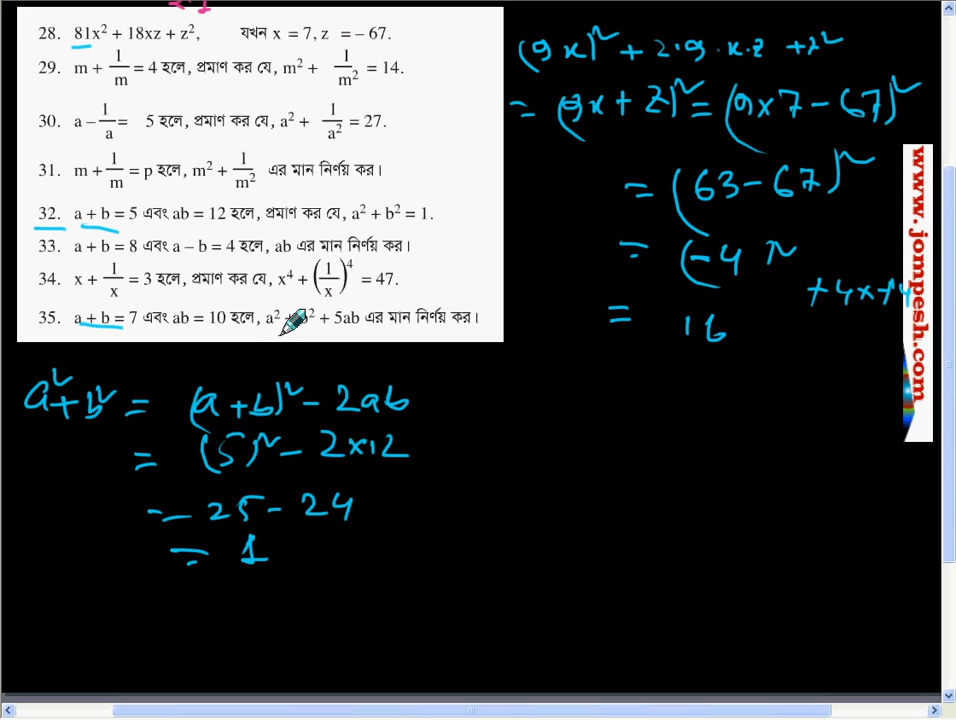 28. 81x² + 18xz + z², যখন x = 7, z = – 67.
29. m + 1/m = 4 হলে, প্রমাণ কর যে, m² + 1/m² = 14.
30. a – 1/a = 5 হলে, প্রমাণ কর যে, a² + 1/a² = 27.
31. m + 1/m = p হলে, m² + 1/m² এর মান নির্ণয় কর।
32. a + b = 5 এবং ab = 12 হলে, প্রমাণ কর যে, a² + b² = 1.
33. a + b = 8 এবং a – b = 4 হলে, ab এর মান নির্ণয় কর।
34. x + 1/x = 3 হলে, প্রমাণ কর যে, x⁴ + (1/x)⁴ = 47.
35. a + b = 7 এবং ab = 10 হলে, a² + b² + 5ab এর মান নির্ণয় কর।
a² + b² = (a + b)² – 2ab
= (5)² – 2×12
= 25 – 24
= 1
(9x)² + 2·9·x·z + z²
= (9x + z)² = (9×7 – 67)²
= (63 – 67)²
= (–4)²
+ 4x + 4
= 16
www.jompesh.com